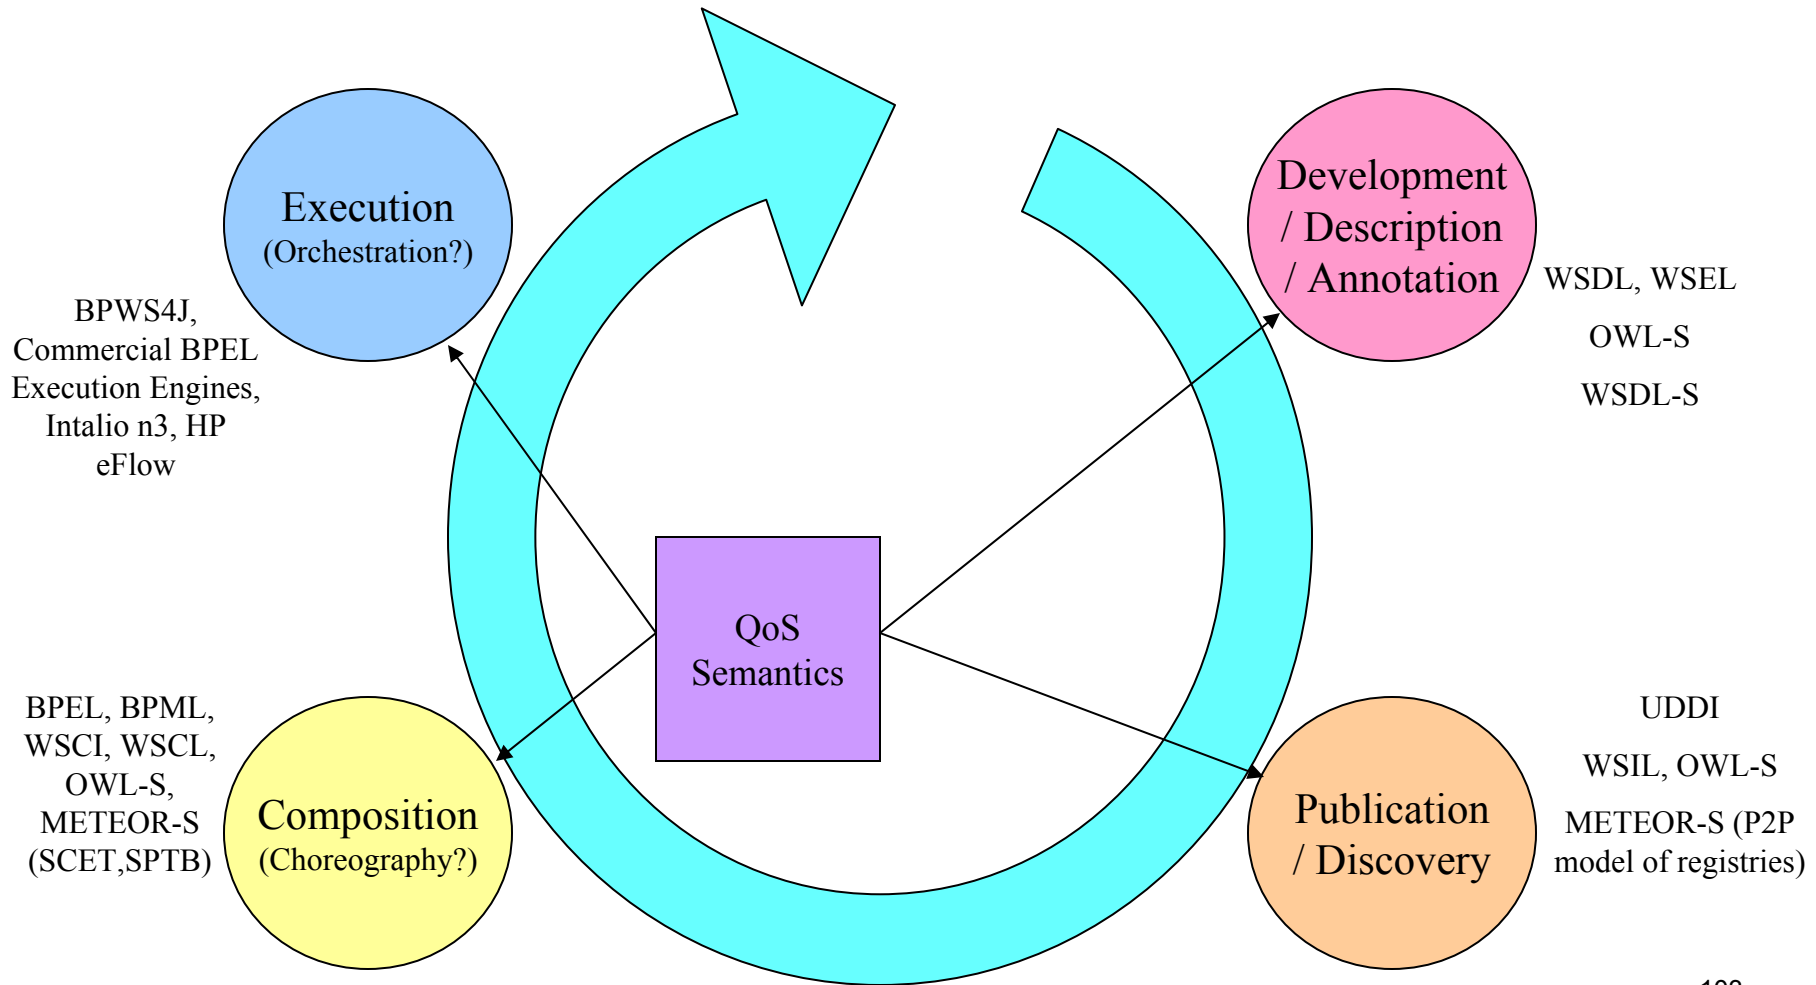 Execution
(Orchestration?)
BPWS4J,
Commercial BPEL
Execution Engines,
Intalio n3, HP
eFlow
Development
/ Description
/ Annotation
WSDL, WSEL
OWL-S
WSDL-S
QoS
Semantics
BPEL, BPML,
WSCI, WSCL,
OWL-S,
METEOR-S
(SCET,SPTB)
Composition
(Choreography?)
Publication
/ Discovery
UDDI
WSIL, OWL-S
METEOR-S (P2P
model of registries)